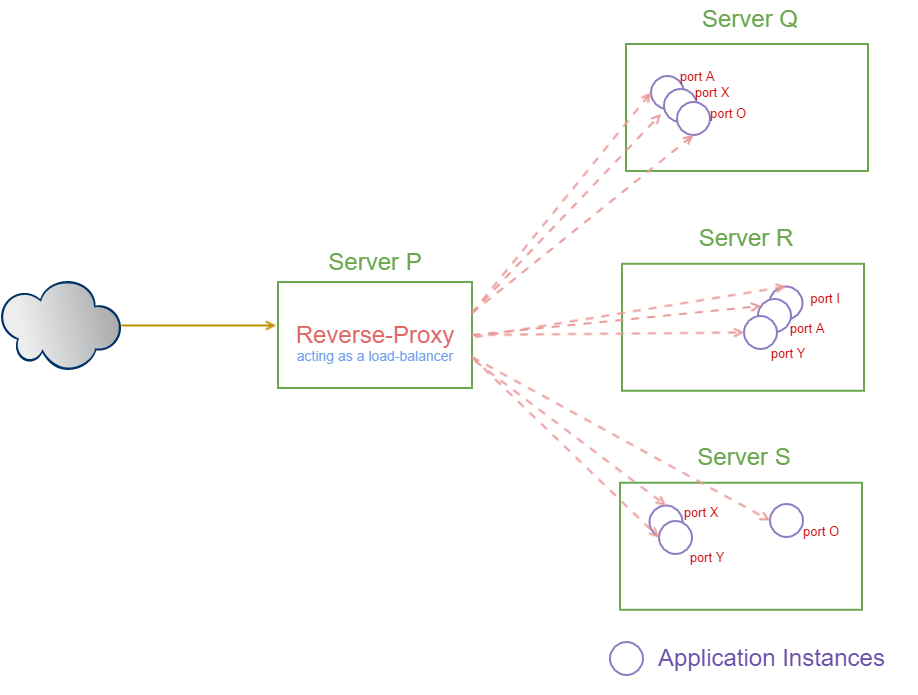 Server Q
port A
port X
port O
Server R
port I
port A
port Y
Server P
Reverse-Proxy
acting as a load-balancer
Server S
port X
port O
port Y
Application Instances